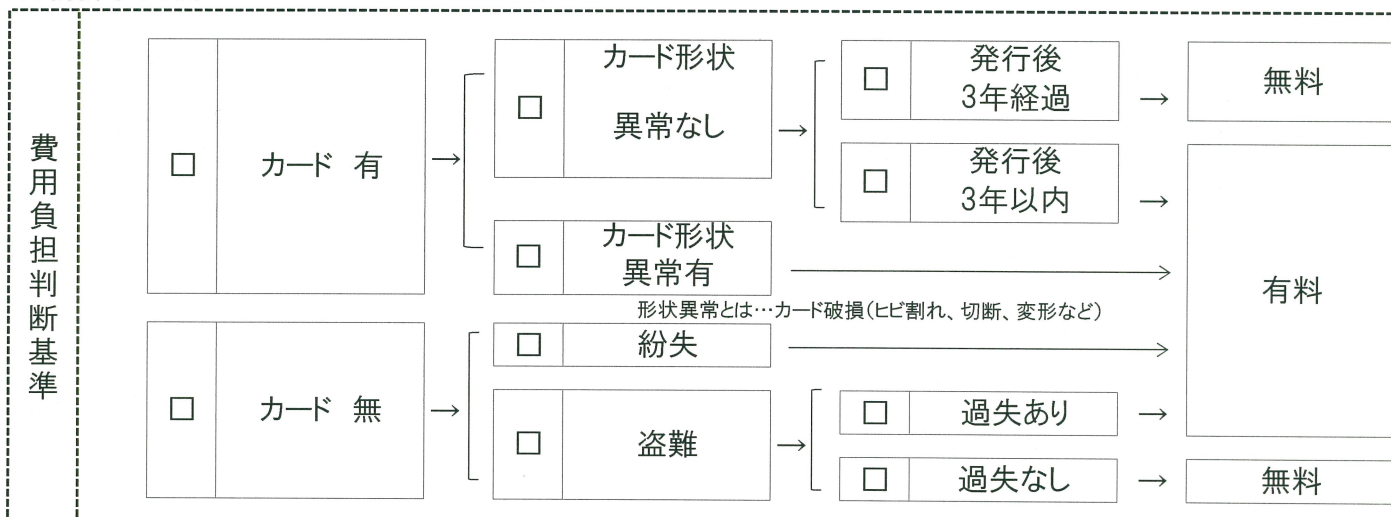 費用負担判断基準
□ カード 有 →
□ カード形状
異常なし →
□ 発行後
3年経過 →
無料
□ 発行後
3年以内 →
□ カード形状
異常有 →
形状異常とは…カード破損(ヒビ割れ、切断、変形など)
有料
□ カード 無 →
□ 紛失 →
□ 盗難 →
□ 過失あり →
□ 過失なし →
無料